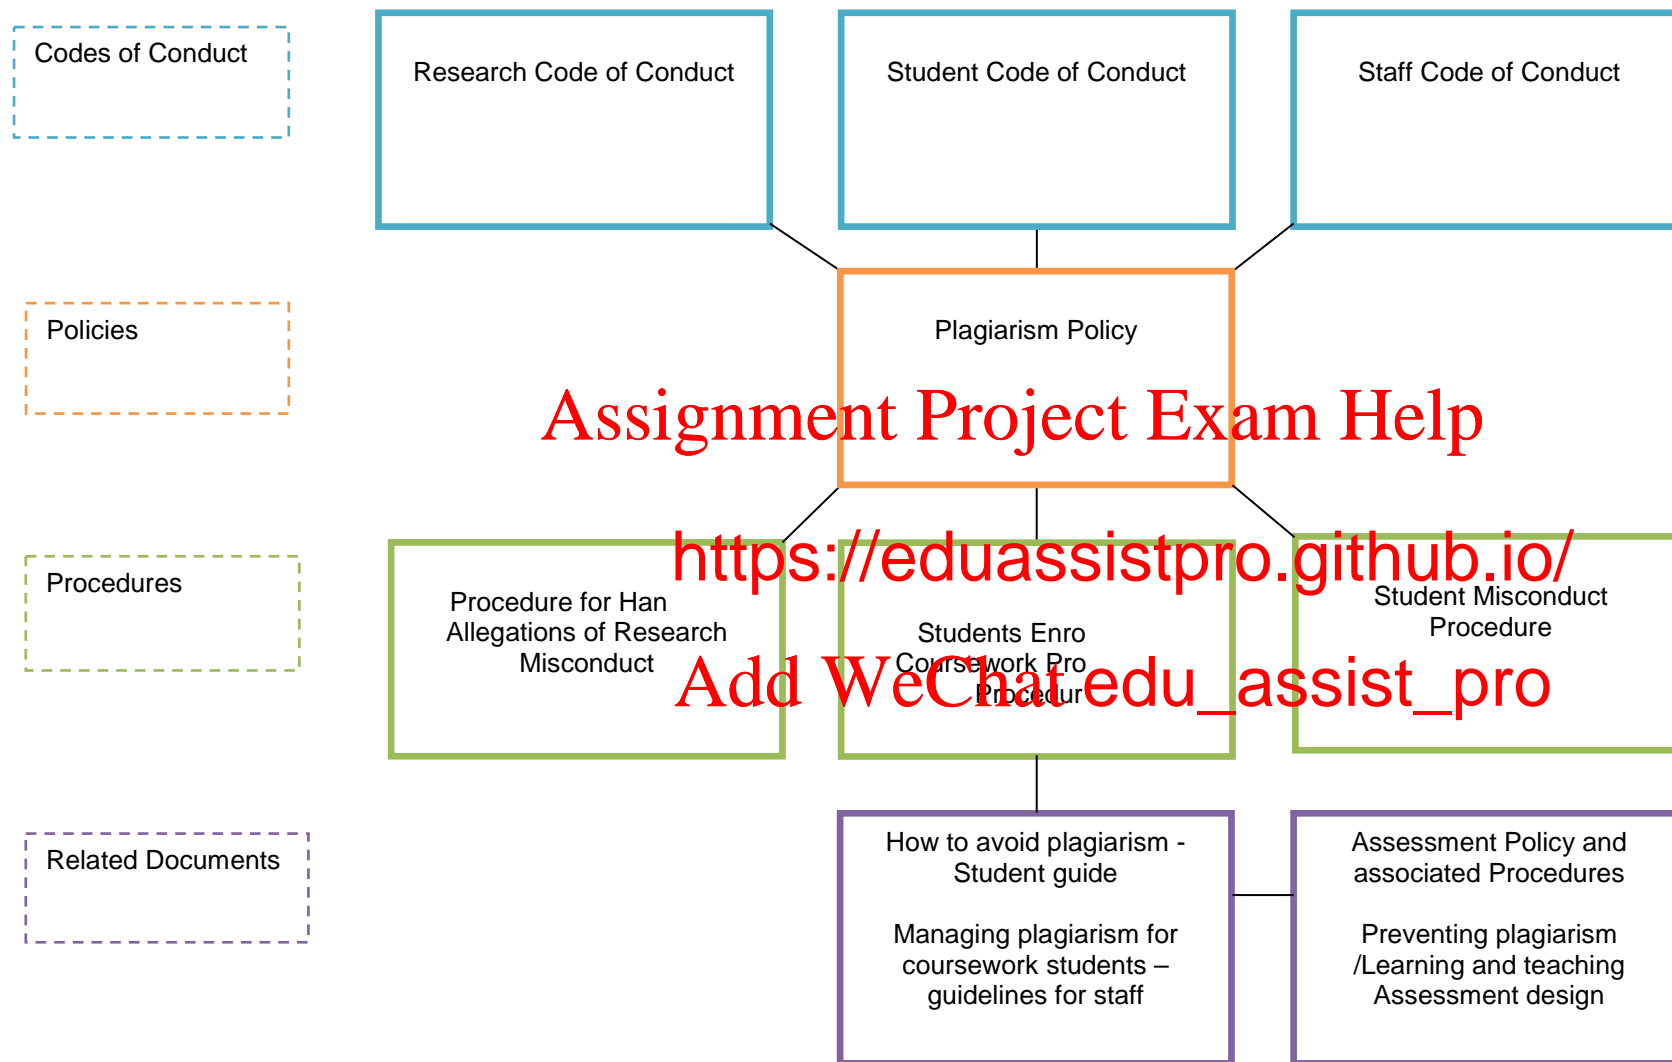 Codes of Conduct
Research Code of Conduct
Student Code of Conduct
Staff Code of Conduct
Policies
Plagiarism Policy
Assignment Project Exam Help
https://eduassistpro.github.io/
Procedures
Procedure for Han
Allegations of Research
Misconduct
Students Enro
Coursework Pro
Procedur
Student Misconduct
Procedure
Add WeChat edu_assist_pro
Related Documents
How to avoid plagiarism -
Student guide
Managing plagiarism for
coursework students –
guidelines for staff
Assessment Policy and
associated Procedures
Preventing plagiarism
/Learning and teaching
Assessment design